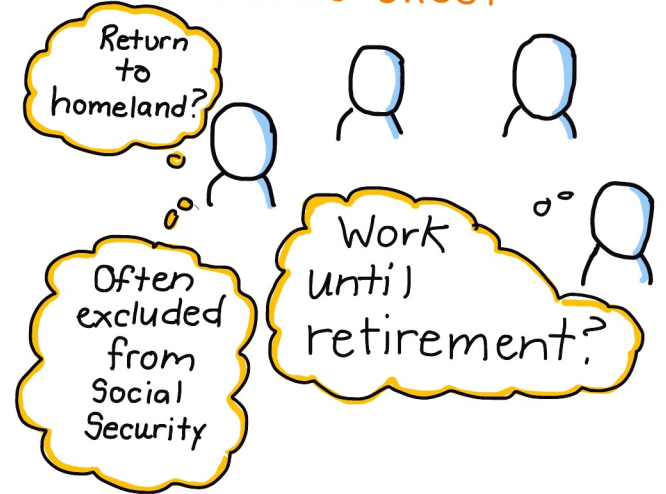 Return
to
homeland?
Often
excluded
from
Social
Security
Work
until
retirement?